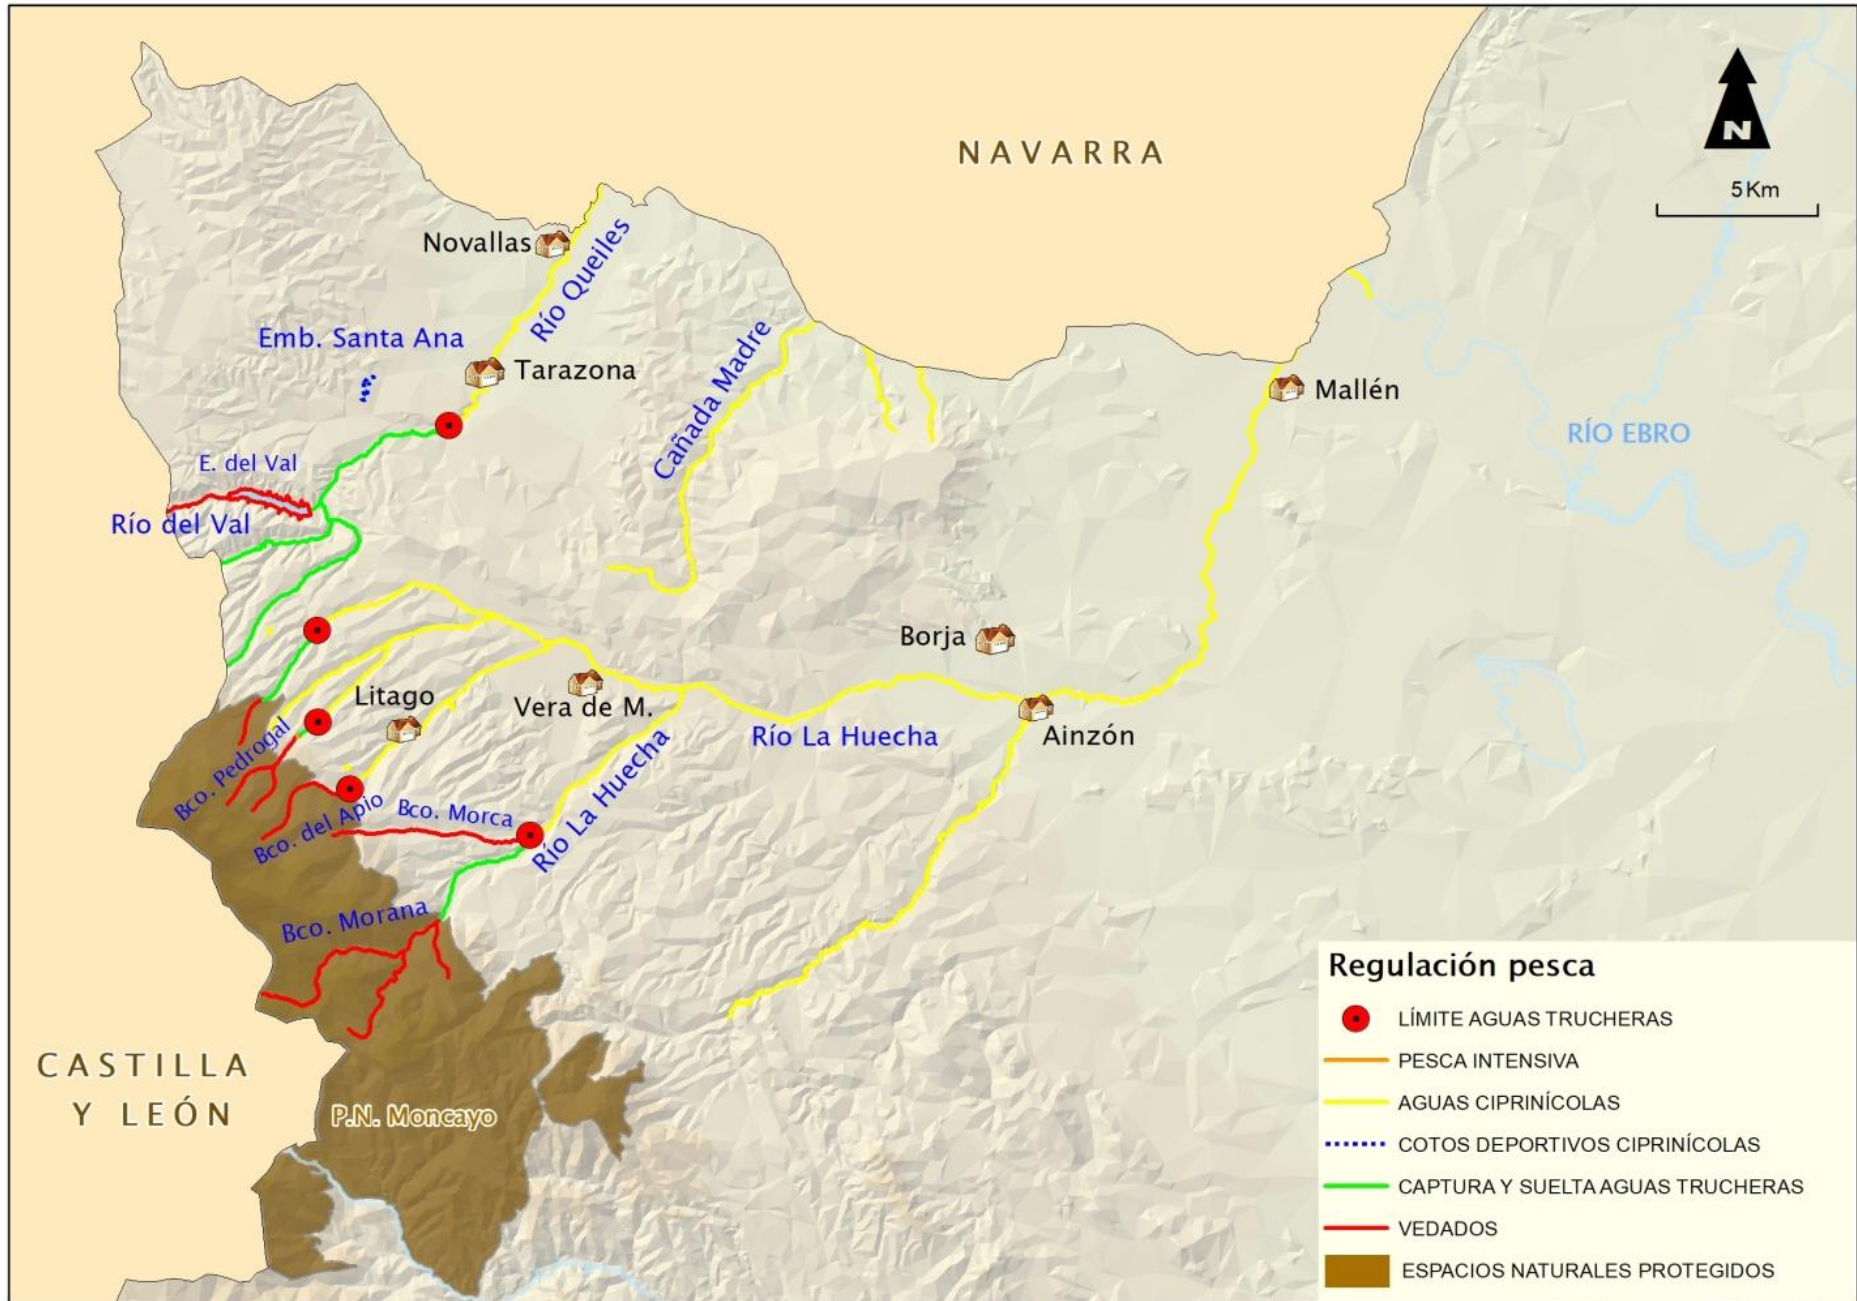 NAVARRA
N
5 Km
Novallas
Río Queiles
Emb. Santa Ana
Tarazona
Cañada Madre
Mallén
RÍO EBRO
E. del Val
Río del Val
Borja
Litago
Vera de M.
Río La Huecha
Ainzón
Bco. Pedrogal
Bco. del Apio
Bco. Morca
Río La Huecha
Bco. Morana
CASTILLA
Y LEÓN
P.N. Moncayo
Regulación pesca
LÍMITE AGUAS TRUCHERAS
PESCA INTENSIVA
AGUAS CIPRINÍCOLAS
COTOS DEPORTIVOS CIPRINÍCOLAS
CAPTURA Y SUELTA AGUAS TRUCHERAS
VEDADOS
ESPACIOS NATURALES PROTEGIDOS